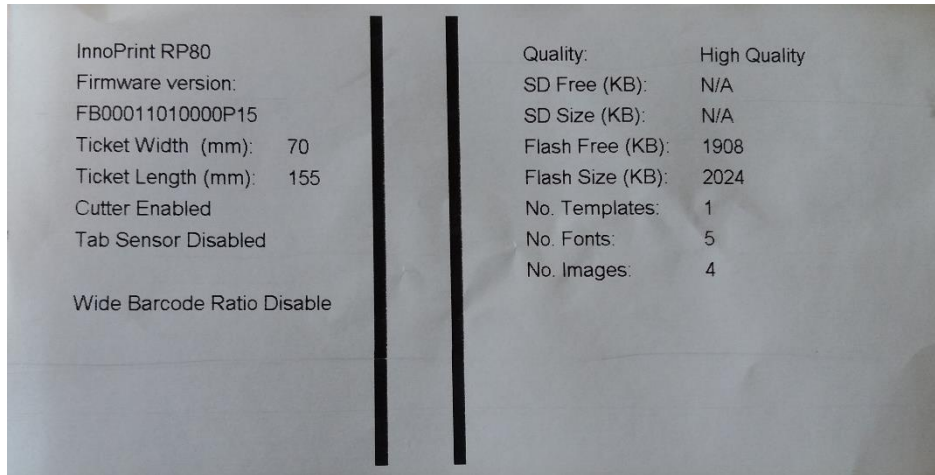 InnoPrint RP80
Firmware version:
FB00011010000P15
Ticket Width (mm): 70
Ticket Length (mm): 155
Cutter Enabled
Tab Sensor Disabled
Wide Barcode Ratio Disable
Quality: High Quality
SD Free (KB): N/A
SD Size (KB): N/A
Flash Free (KB): 1908
Flash Size (KB): 2024
No. Templates: 1
No. Fonts: 5
No. Images: 4